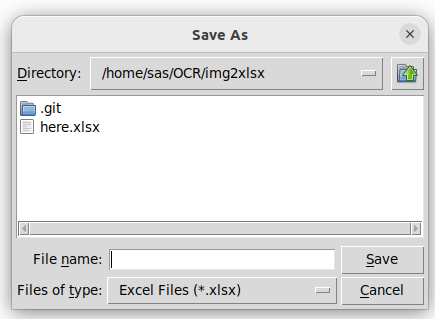 Save As
Directory: /home/sas/OCR/img2xlsx
.git
here.xlsx
File name: Save
Files of type: Excel Files (*.xlsx) Cancel